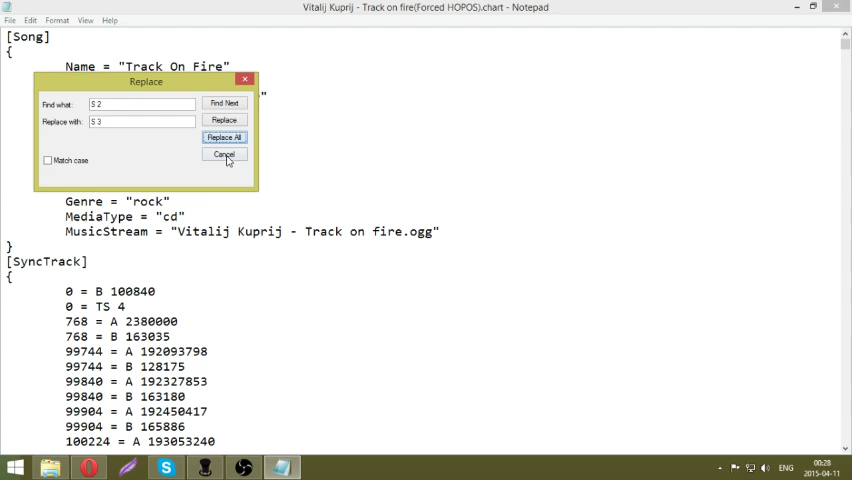 Vitalij Kuprij - Track on fire(Forced HOPOS).chart - Notepad
File Edit Format View Help
[Song]
{
Name = "Track On Fire"
"
Replace
Find what: S 2 Find Next
Replace with: S 3 Replace
Replace All
Cancel
Match case
Genre = "rock"
MediaType = "cd"
MusicStream = "Vitalij Kuprij - Track on fire.ogg"
}
[SyncTrack]
{
0 = B 100840
0 = TS 4
768 = A 2380000
768 = B 163035
99744 = A 192093798
99744 = B 128175
99840 = A 192327853
99840 = B 163180
99904 = A 192450417
99904 = B 165886
100224 = A 193053240
ENG 00:28
2015-04-11